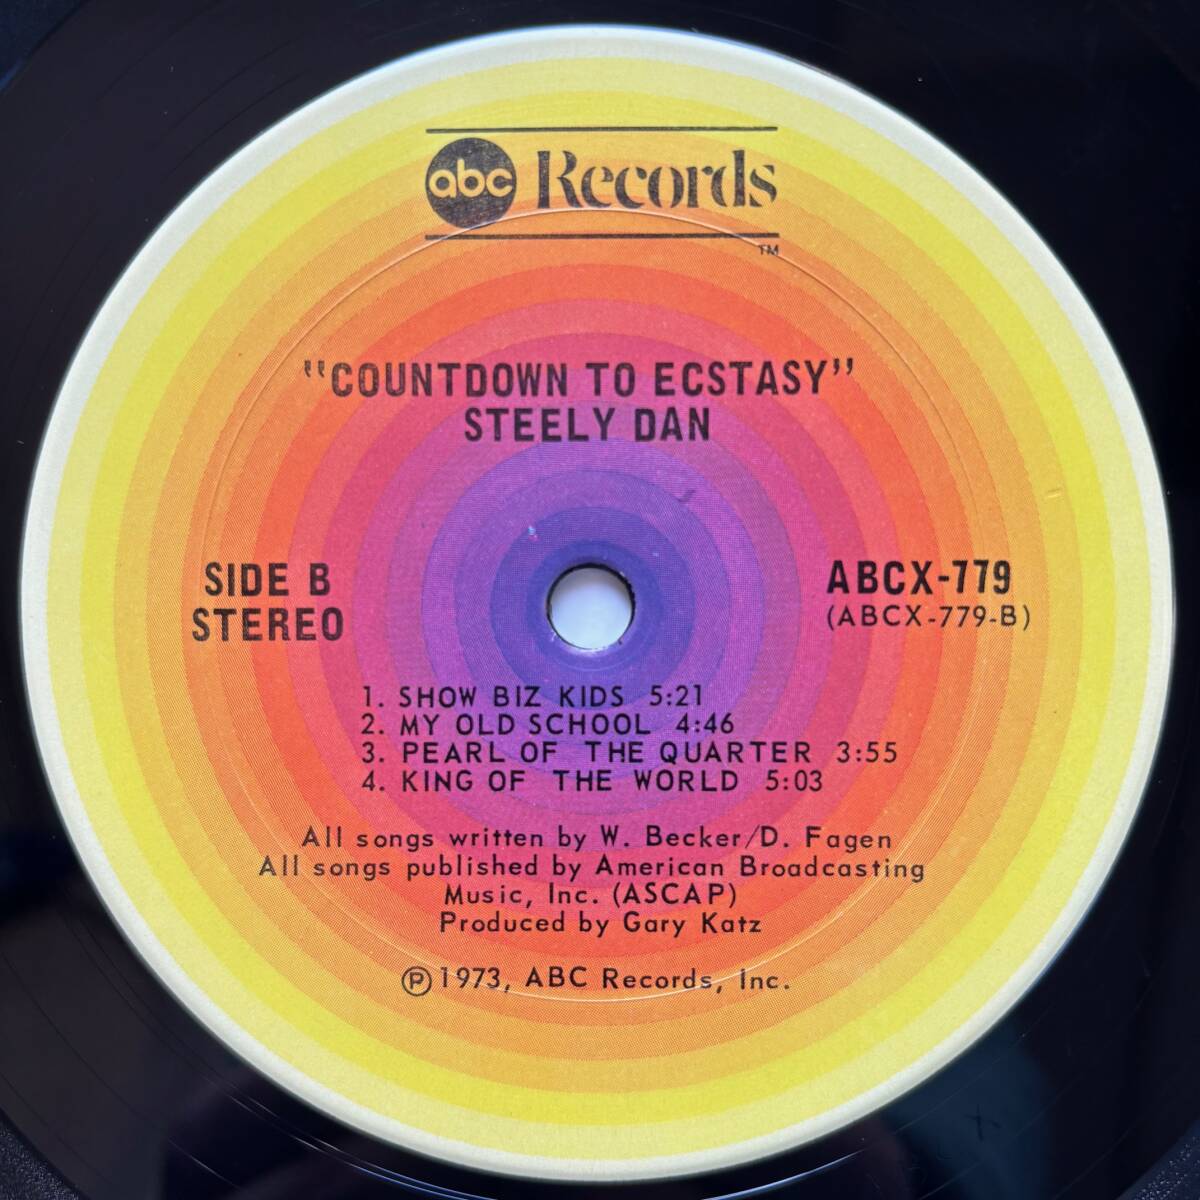 abc Records
TM
"COUNTDOWN TO ECSTASY"
STEELY DAN
SIDE B
STEREO
ABCX-779
(ABCX-779-B)
1. SHOW BIZ KIDS 5:21
2. MY OLD SCHOOL 4:46
3. PEARL OF THE QUARTER 3:55
4. KING OF THE WORLD 5:03
All songs written by W. Becker/D. Fagen
All songs published by American Broadcasting
Music, Inc. (ASCAP)
Produced by Gary Katz
℗ 1973, ABC Records, Inc.